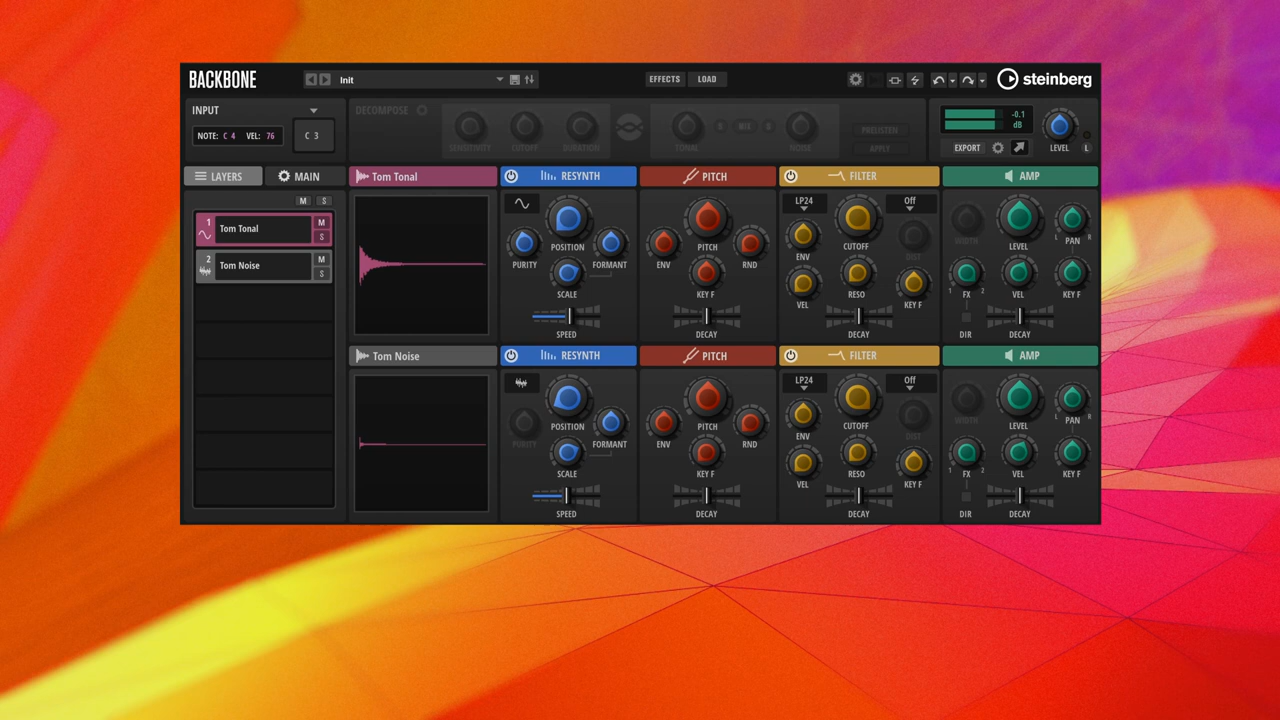 BACKBONE
Init
EFFECTS
LOAD
steinberg
INPUT
NOTE: C 4 VEL: 76
C 3
DECOMPOSE
SENSITIVITY
CUTOFF
DURATION
TONAL
S
MIX
S
NOISE
PRELISTEN
APPLY
-0.1
dB
EXPORT
LEVEL
L
LAYERS
MAIN
M S
1
Tom Tonal
M
S
2
Tom Noise
M
S
Tom Tonal
RESYNTH
PITCH
FILTER
AMP
POSITION
PURITY
FORMANT
SCALE
SPEED
PITCH
ENV
RND
KEY F
DECAY
LP24
Off
CUTOFF
ENV
DIST
VEL
RESO
KEY F
DECAY
WIDTH
LEVEL
PAN
L R
1 FX 2
VEL
KEY F
DIR
DECAY
Tom Noise
RESYNTH
PITCH
FILTER
AMP
POSITION
PURITY
FORMANT
SCALE
SPEED
PITCH
ENV
RND
KEY F
DECAY
LP24
Off
CUTOFF
ENV
DIST
VEL
RESO
KEY F
DECAY
WIDTH
LEVEL
PAN
L R
1 FX 2
VEL
KEY F
DIR
DECAY